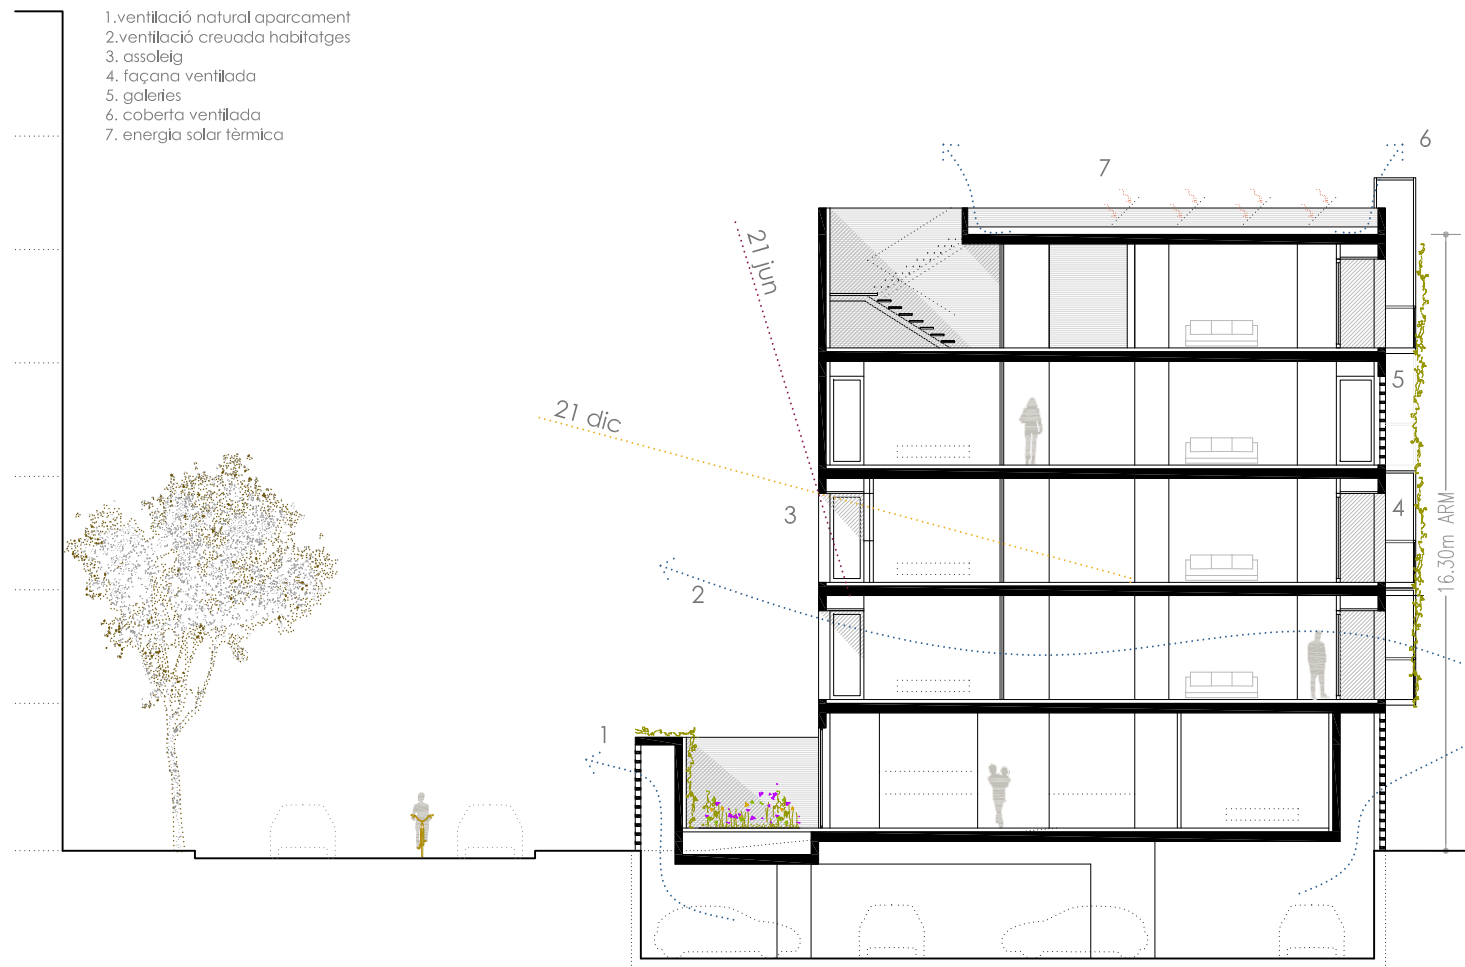 1.ventilació natural aparcament
2.ventilació creuada habitatges
3. assoleig
4. façana ventilada
5. galeries
6. coberta ventilada
7. energia solar tèrmica
6
7
21 jun
5
21 dic
4
3
16.30m ARM
2
1